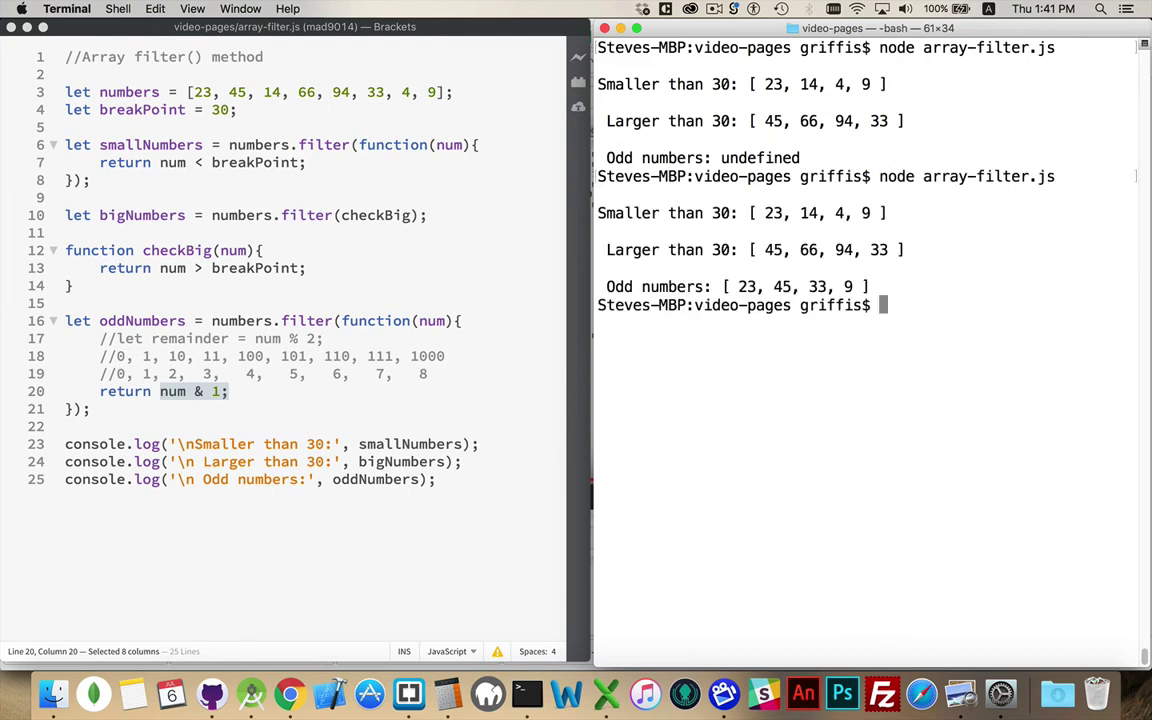 Terminal Shell Edit View Window Help 100% Thu 1:41 PM
video-pages/array-filter.js (mad9014) — Brackets
1 //Array filter() method
2
3 let numbers = [23, 45, 14, 66, 94, 33, 4, 9];
4 let breakPoint = 30;
5
6 let smallNumbers = numbers.filter(function(num){
7 return num < breakPoint;
8 });
9
10 let bigNumbers = numbers.filter(checkBig);
11
12 function checkBig(num){
13 return num > breakPoint;
14 }
15
16 let oddNumbers = numbers.filter(function(num){
17 //let remainder = num % 2;
18 //0, 1, 10, 11, 100, 101, 110, 111, 1000
19 //0, 1, 2, 3, 4, 5, 6, 7, 8
20 return num & 1;
21 });
22
23 console.log('\nSmaller than 30:', smallNumbers);
24 console.log('\n Larger than 30:', bigNumbers);
25 console.log('\n Odd numbers:', oddNumbers);
Line 20, Column 20 — Selected 8 columns — 25 Lines INS JavaScript Spaces: 4
video-pages — -bash — 61×34
Steves-MBP:video-pages griffis$ node array-filter.js
Smaller than 30: [ 23, 14, 4, 9 ]
Larger than 30: [ 45, 66, 94, 33 ]
Odd numbers: undefined
Steves-MBP:video-pages griffis$ node array-filter.js
Smaller than 30: [ 23, 14, 4, 9 ]
Larger than 30: [ 45, 66, 94, 33 ]
Odd numbers: [ 23, 45, 33, 9 ]
Steves-MBP:video-pages griffis$
6 W X S An Ps Fz